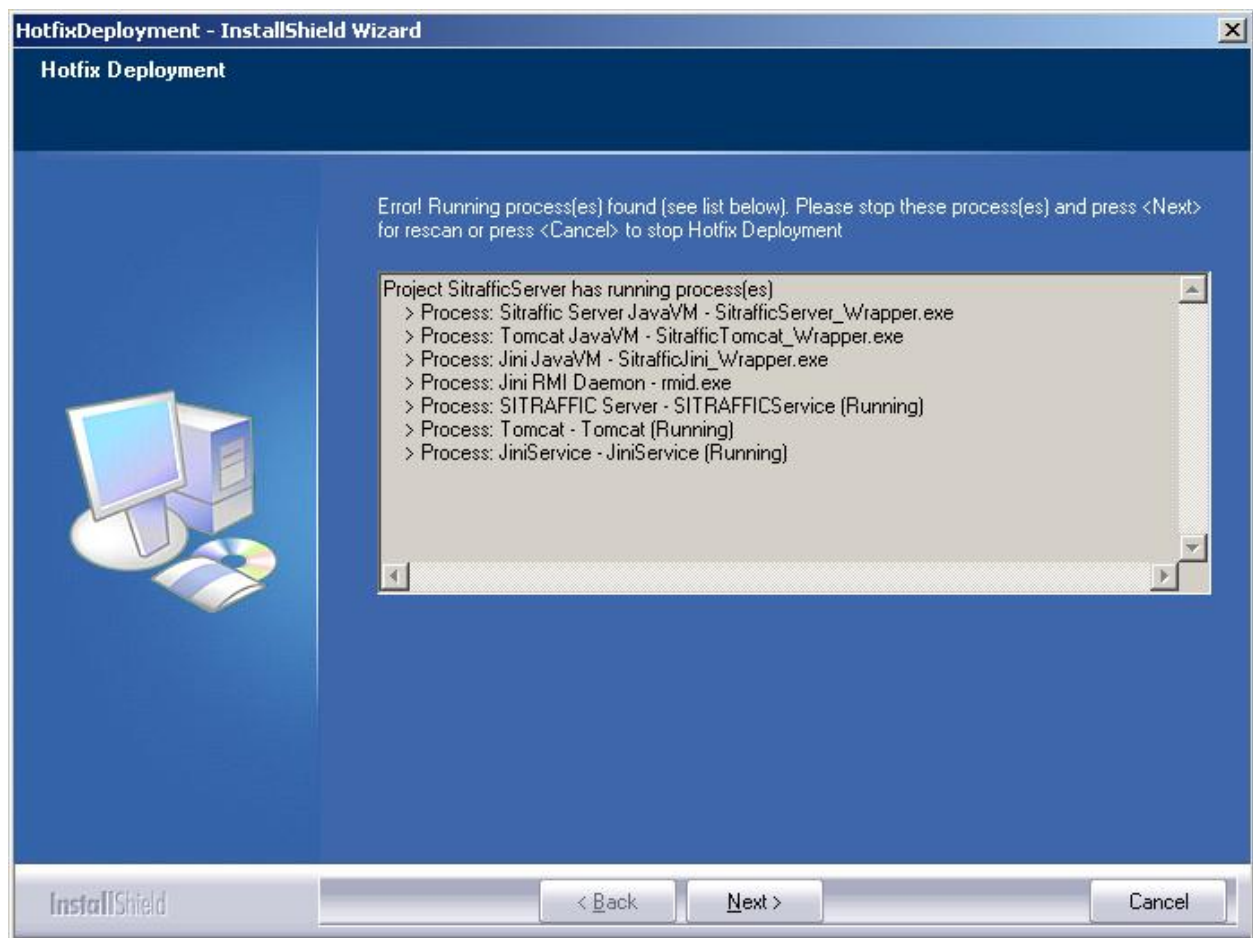 HotfixDeployment - InstallShield Wizard
Hotfix Deployment
Error! Running process(es) found (see list below). Please stop these process(es) and press <Next>
for rescan or press <Cancel> to stop Hotfix Deployment
Project SitrafficServer has running process(es)
> Process: Sitraffic Server JavaVM - SitrafficServer_Wrapper.exe
> Process: Tomcat JavaVM - SitrafficTomcat_Wrapper.exe
> Process: Jini JavaVM - SitrafficJini_Wrapper.exe
> Process: Jini RMI Daemon - rmid.exe
> Process: SITRAFFIC Server - SITRAFFICService (Running)
> Process: Tomcat - Tomcat (Running)
> Process: JiniService - JiniService (Running)
InstallShield
< Back
Next >
Cancel